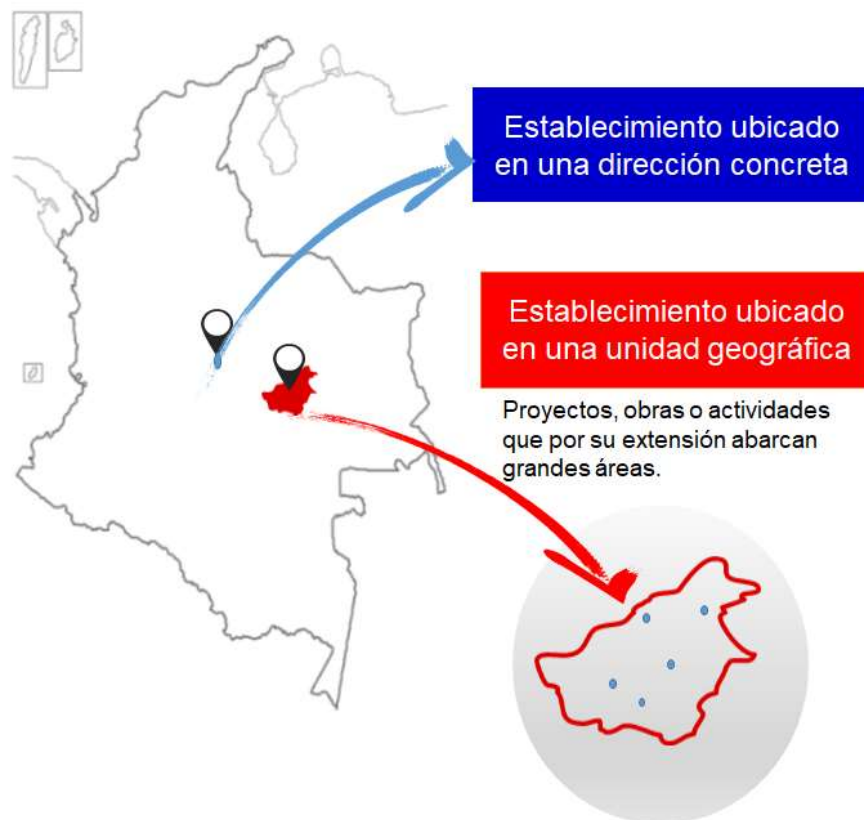 Establecimiento ubicado
en una dirección concreta
Establecimiento ubicado
en una unidad geográfica
Proyectos, obras o actividades
que por su extensión abarcan
grandes áreas.